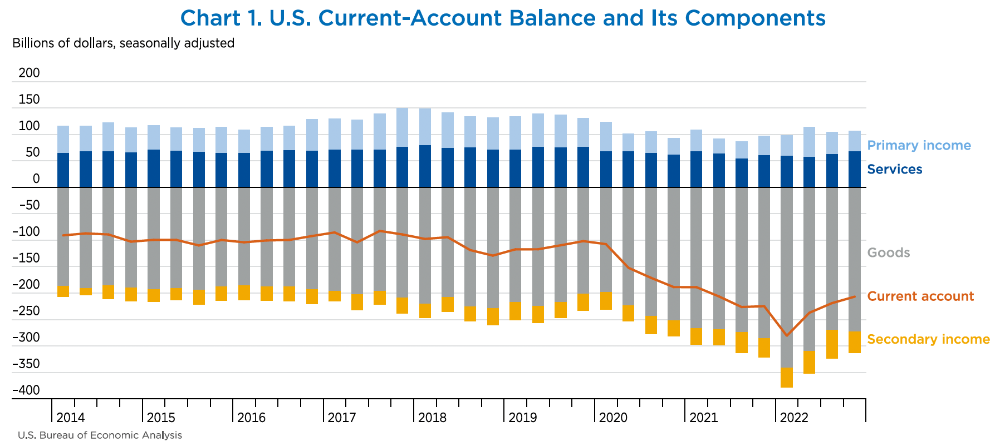 Chart 1. U.S. Current-Account Balance and Its Components
Billions of dollars, seasonally adjusted
200
150
100
50
0
−50
−100
−150
−200
−250
−300
−350
−400
Primary income
Services
Goods
Current account
Secondary income
2014 2015 2016 2017 2018 2019 2020 2021 2022
U.S. Bureau of Economic Analysis